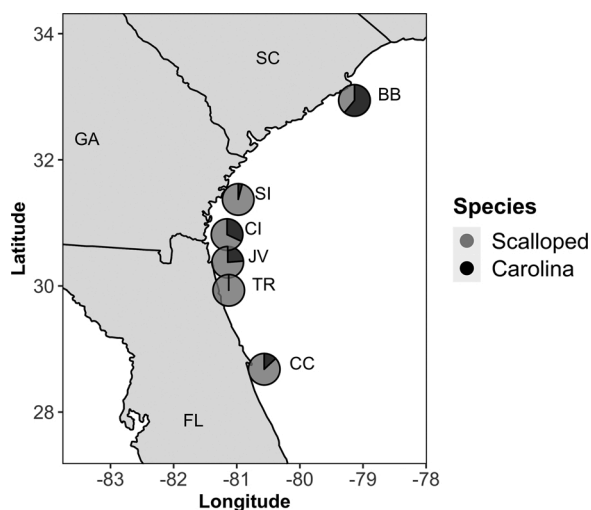 34
32
30
28
Latitude
-83 -82 -81 -80 -79 -78
Longitude
SC
BB
GA
SI
CI
JV
TR
CC
FL
Species
Scalloped
Carolina